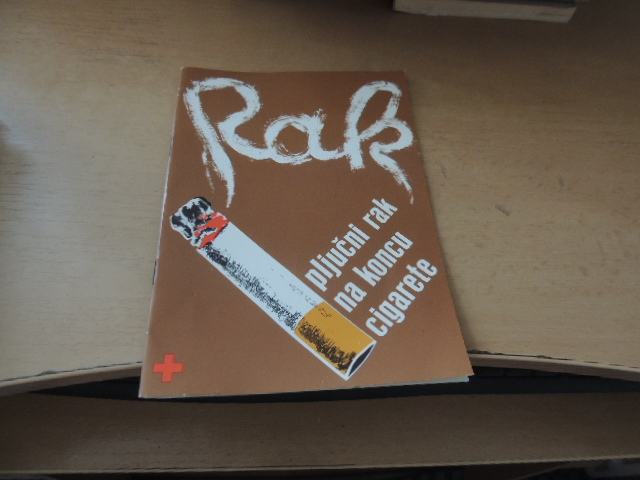 Rak
pljučni rak
na koncu
cigarete